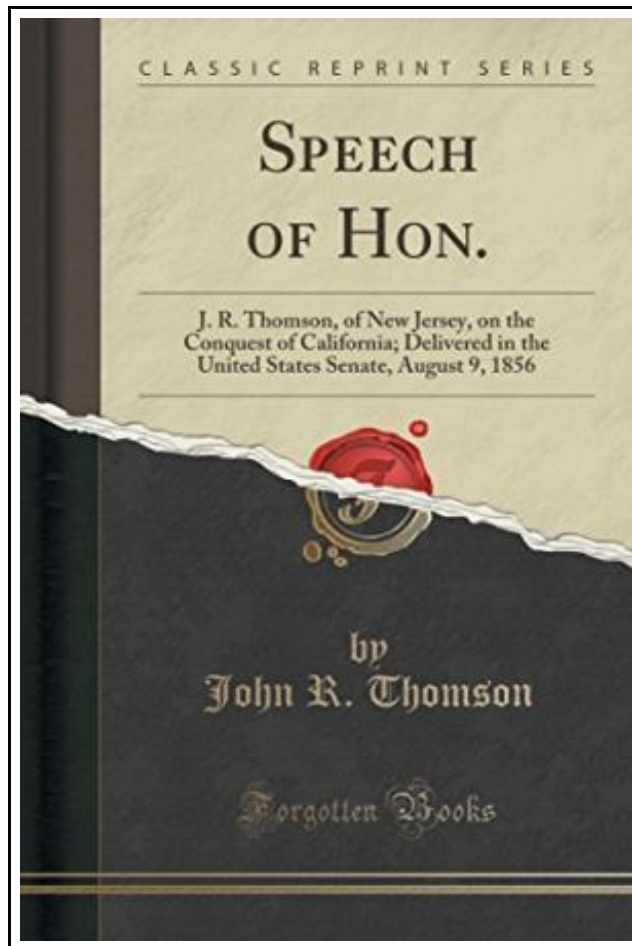 CLASSIC REPRINT SERIES
SPEECH
OF HON.
J. R. Thomson, of New Jersey, on the
Conquest of California; Delivered in the
United States Senate, August 9, 1856
by
John R. Thomson
Forgotten Books